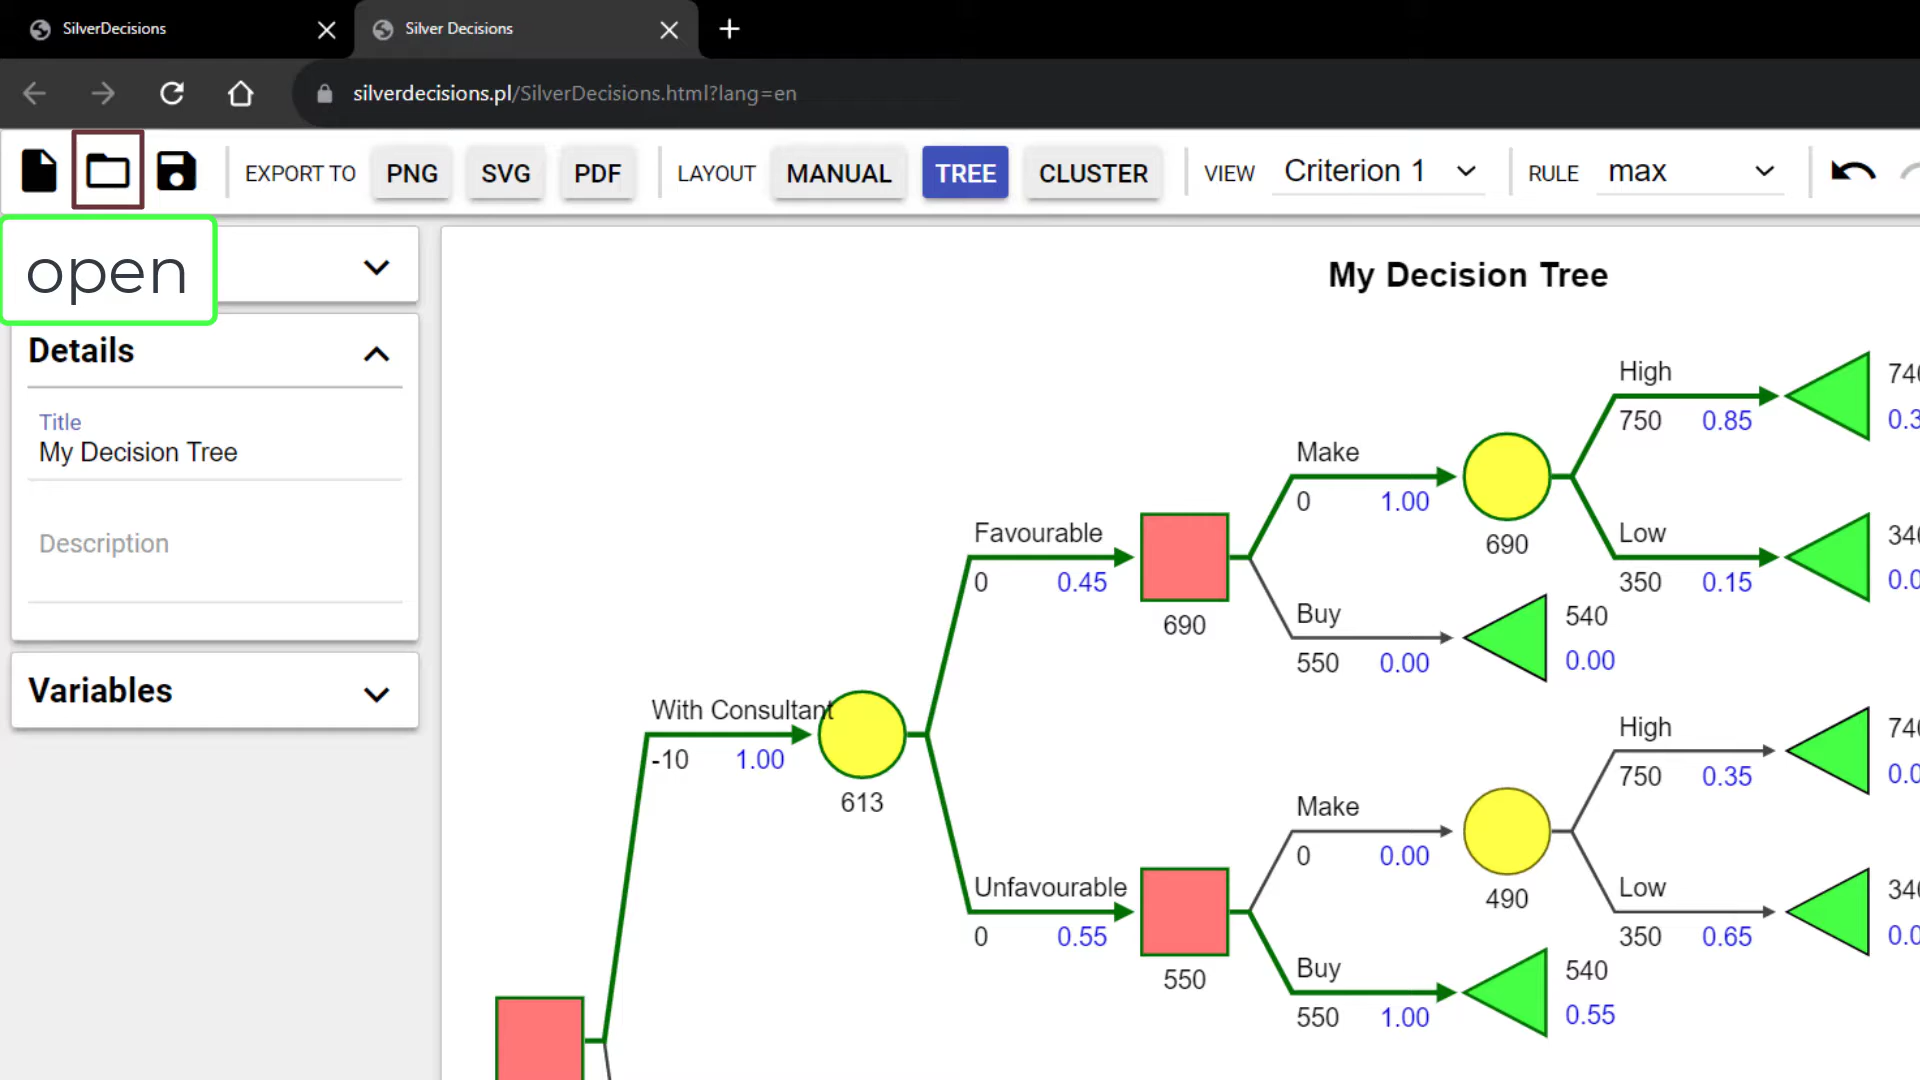 SilverDecisions
Silver Decisions
silverdecisions.pl/SilverDecisions.html?lang=en
EXPORT TO
PNG
SVG
PDF
LAYOUT
MANUAL
TREE
CLUSTER
VIEW
Criterion 1
RULE
max
open
Details
Title
My Decision Tree
Description
Variables
My Decision Tree
High
750 0.85
Make
0 1.00
690
Low
350 0.15
Favourable
0 0.45
690
Buy
550 0.00
540
0.00
With Consultant
-10 1.00
613
High
750 0.35
Make
0 0.00
490
Low
350 0.65
Unfavourable
0 0.55
550
Buy
550 1.00
540
0.55